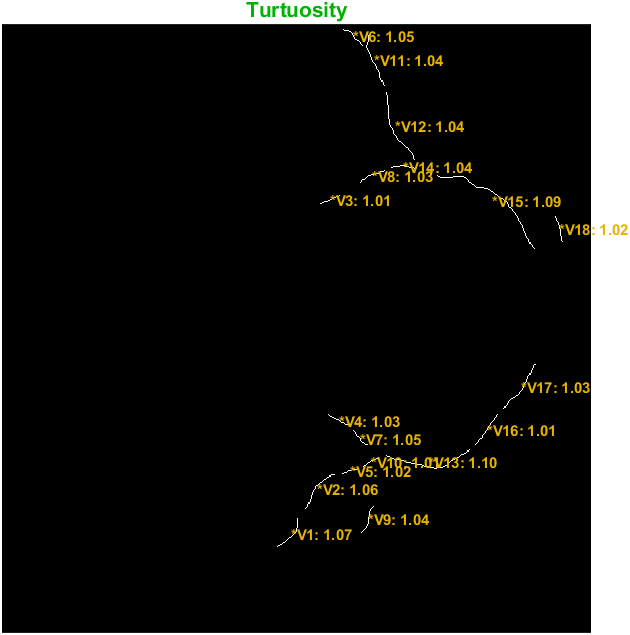 Turtuosity
*V6: 1.05
*V11: 1.04
*V12: 1.04
*V14: 1.04
*V8: 1.03
*V3: 1.01
*V15: 1.09
*V18: 1.02
*V17: 1.03
*V4: 1.03
*V16: 1.01
*V7: 1.05
*V10: 1.01
*V13: 1.10
*V5: 1.02
*V2: 1.06
*V9: 1.04
*V1: 1.07